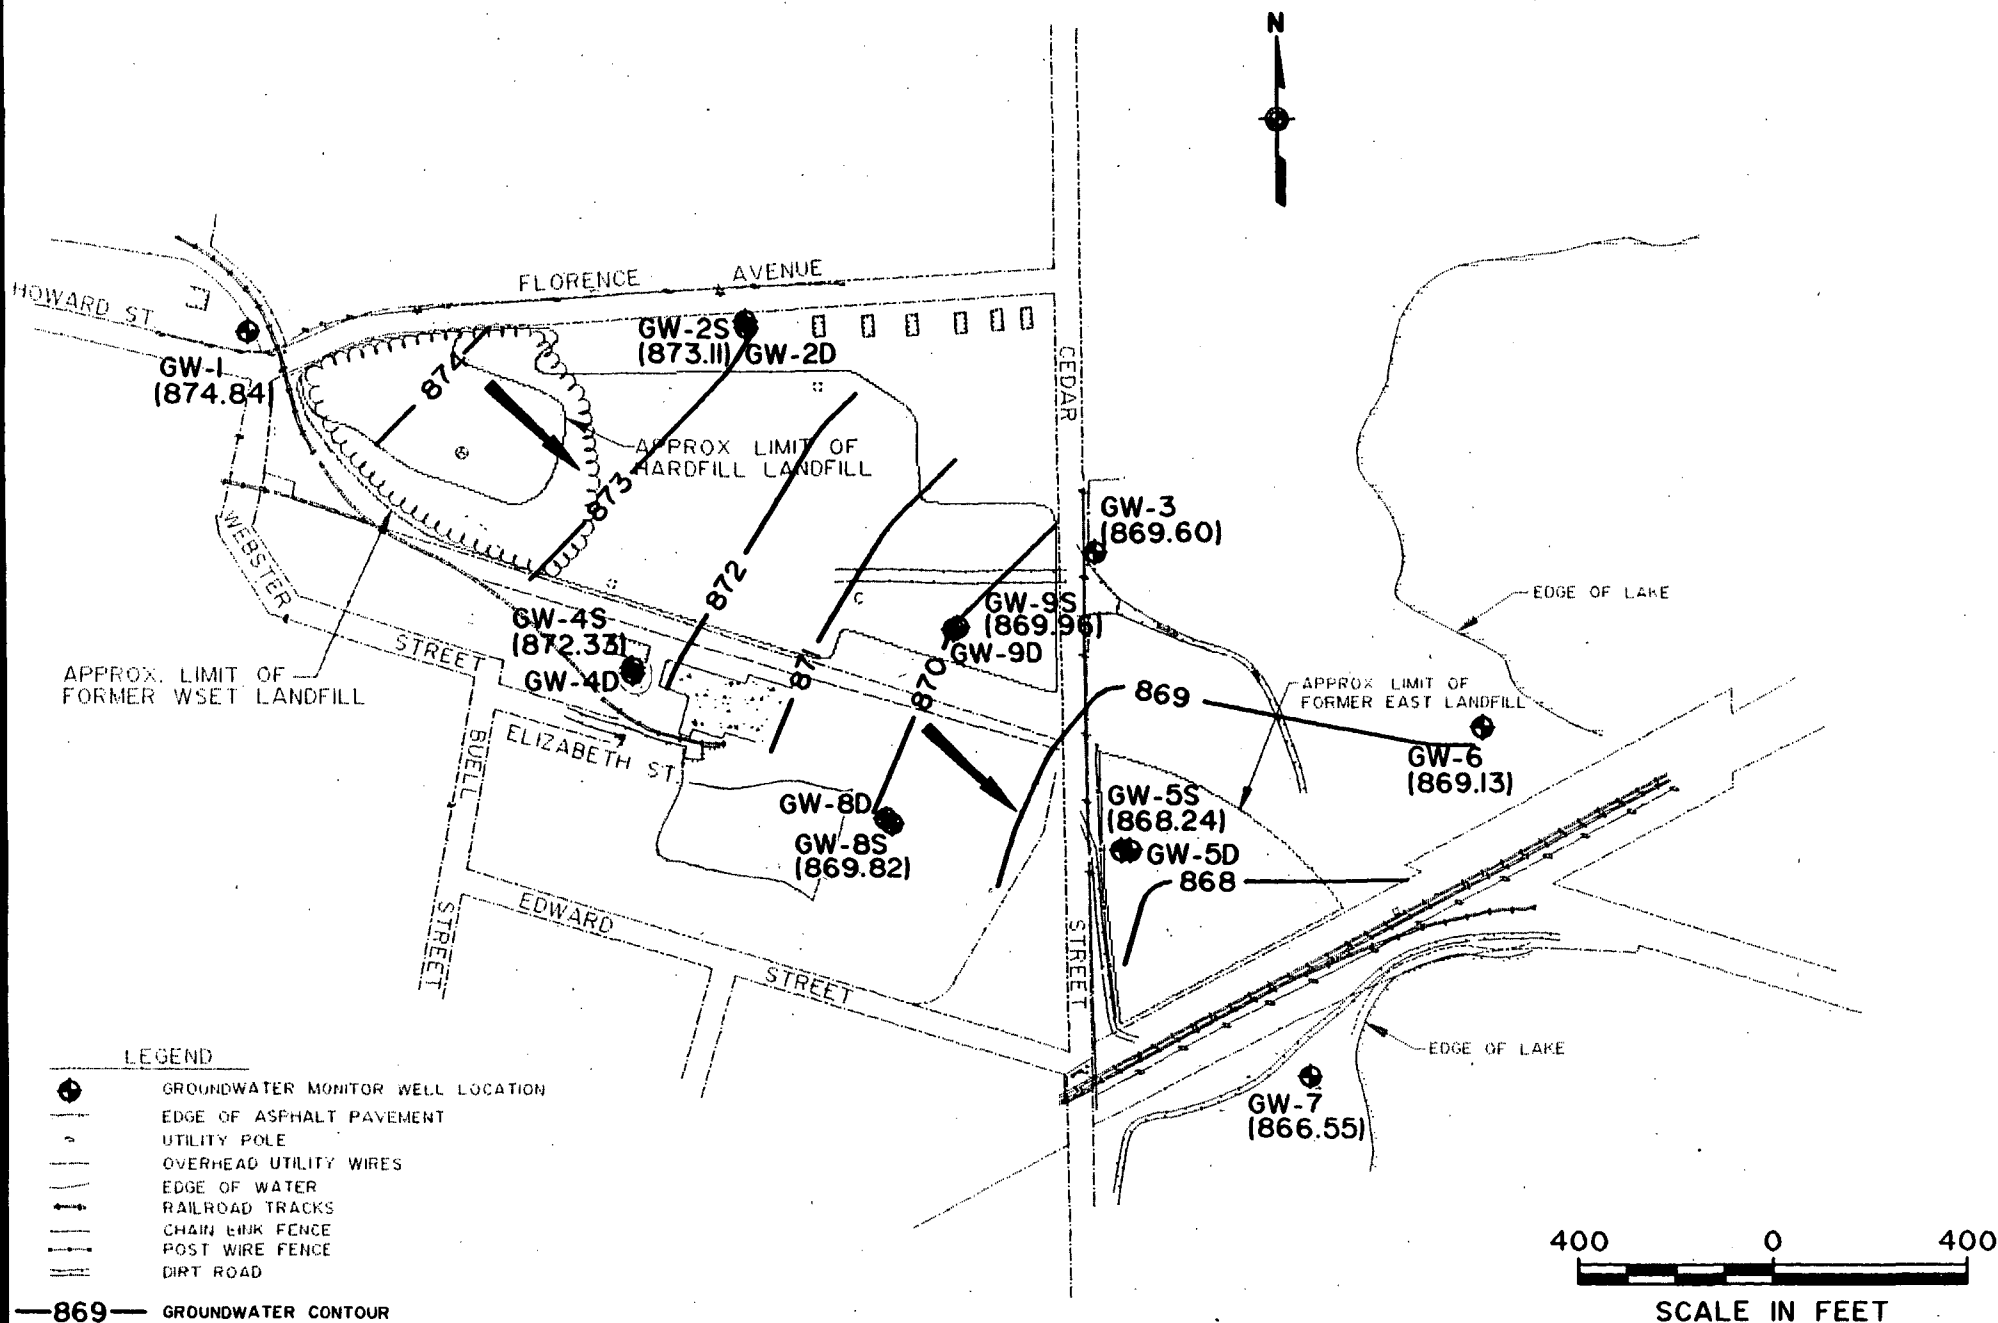 N
FLORENCE AVENUE
HOWARD ST
GW-1
(874.84)
GW-2S
(873.11)
GW-2D
874
APPROX LIMIT OF
HARDFILL LANDFILL
873
CEDAR
GW-3
(869.60)
WEBSTER
STREET
872
GW-4S
(872.33)
GW-4D
GW-9S
(869.96)
GW-9D
EDGE OF LAKE
APPROX. LIMIT OF
FORMER WSET LANDFILL
871
870
869
APPROX LIMIT OF
FORMER EAST LANDFILL
GW-6
(869.13)
BUELL
STREET
ELIZABETH ST.
GW-8D
GW-8S
(869.82)
GW-5S
(868.24)
GW-5D
868
EDWARD
STREET
STREET
EDGE OF LAKE
GW-7
(866.55)
LEGEND
GROUNDWATER MONITOR WELL LOCATION
EDGE OF ASPHALT PAVEMENT
UTILITY POLE
OVERHEAD UTILITY WIRES
EDGE OF WATER
RAILROAD TRACKS
CHAIN LINK FENCE
POST WIRE FENCE
DIRT ROAD
869 GROUNDWATER CONTOUR
400 0 400
SCALE IN FEET